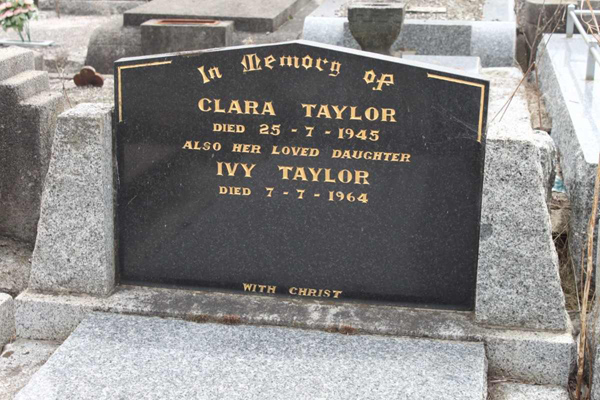 In Memory of
CLARA TAYLOR
DIED 25-7-1945
ALSO HER LOVED DAUGHTER
IVY TAYLOR
DIED 7-7-1964
WITH CHRIST